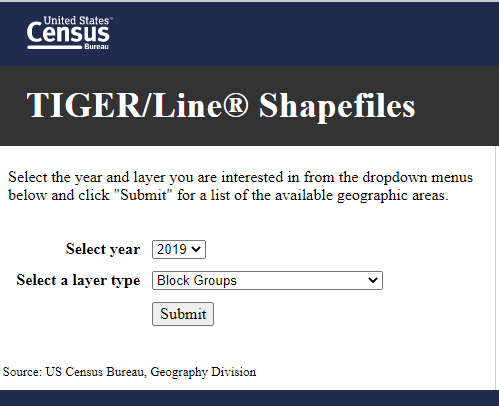 United States™
Census
Bureau
TIGER/Line® Shapefiles
Select the year and layer you are interested in from the dropdown menus
below and click "Submit" for a list of the available geographic areas.
Select year 2019
Select a layer type Block Groups
Submit
Source: US Census Bureau, Geography Division